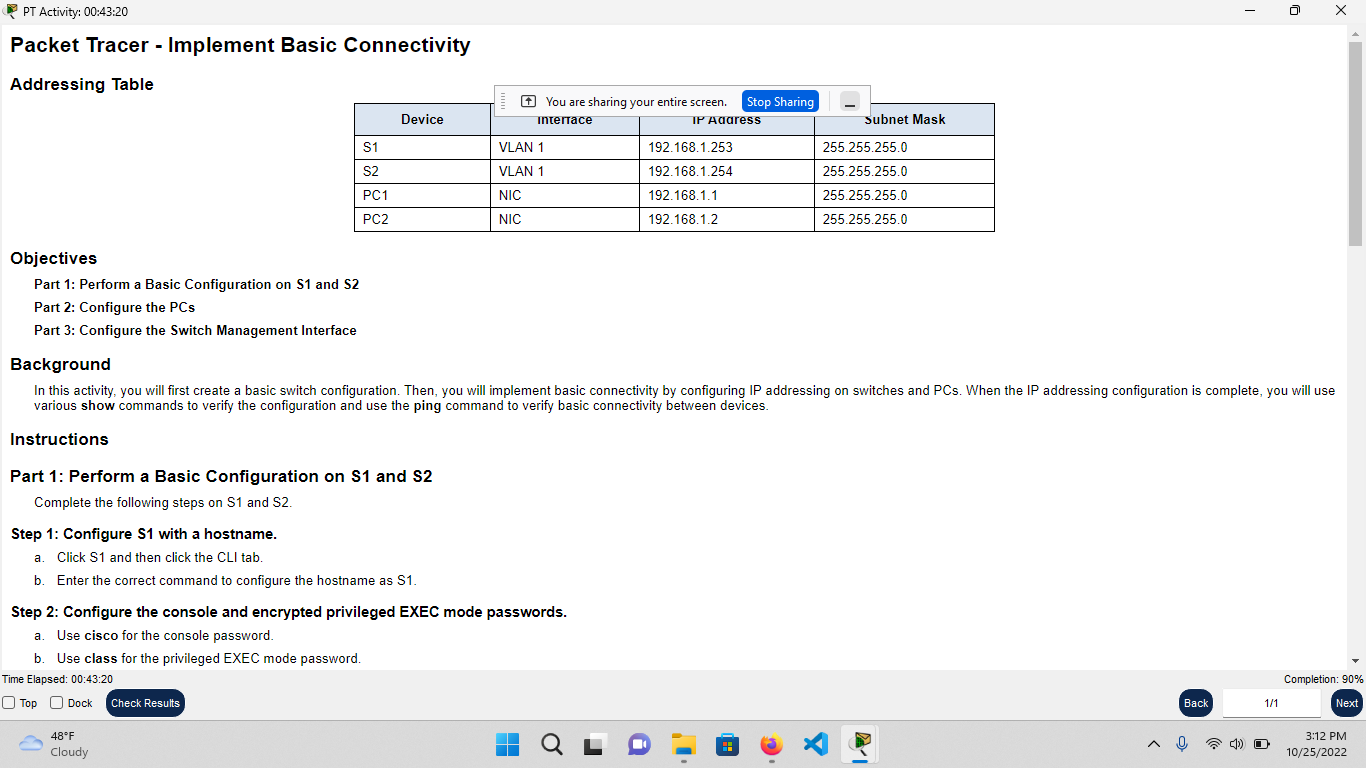 PT Activity: 00:43:20
Packet Tracer - Implement Basic Connectivity
Addressing Table
You are sharing your entire screen. Stop Sharing
Device Interface IP Address Subnet Mask
S1 VLAN 1 192.168.1.253 255.255.255.0
S2 VLAN 1 192.168.1.254 255.255.255.0
PC1 NIC 192.168.1.1 255.255.255.0
PC2 NIC 192.168.1.2 255.255.255.0
Objectives
Part 1: Perform a Basic Configuration on S1 and S2
Part 2: Configure the PCs
Part 3: Configure the Switch Management Interface
Background
In this activity, you will first create a basic switch configuration. Then, you will implement basic connectivity by configuring IP addressing on switches and PCs. When the IP addressing configuration is complete, you will use
various show commands to verify the configuration and use the ping command to verify basic connectivity between devices.
Instructions
Part 1: Perform a Basic Configuration on S1 and S2
Complete the following steps on S1 and S2.
Step 1: Configure S1 with a hostname.
a. Click S1 and then click the CLI tab.
b. Enter the correct command to configure the hostname as S1.
Step 2: Configure the console and encrypted privileged EXEC mode passwords.
a. Use cisco for the console password.
b. Use class for the privileged EXEC mode password.
Time Elapsed: 00:43:20 Completion: 90%
Top Dock Check Results Back 1/1 Next
48°F
Cloudy
3:12 PM
10/25/2022